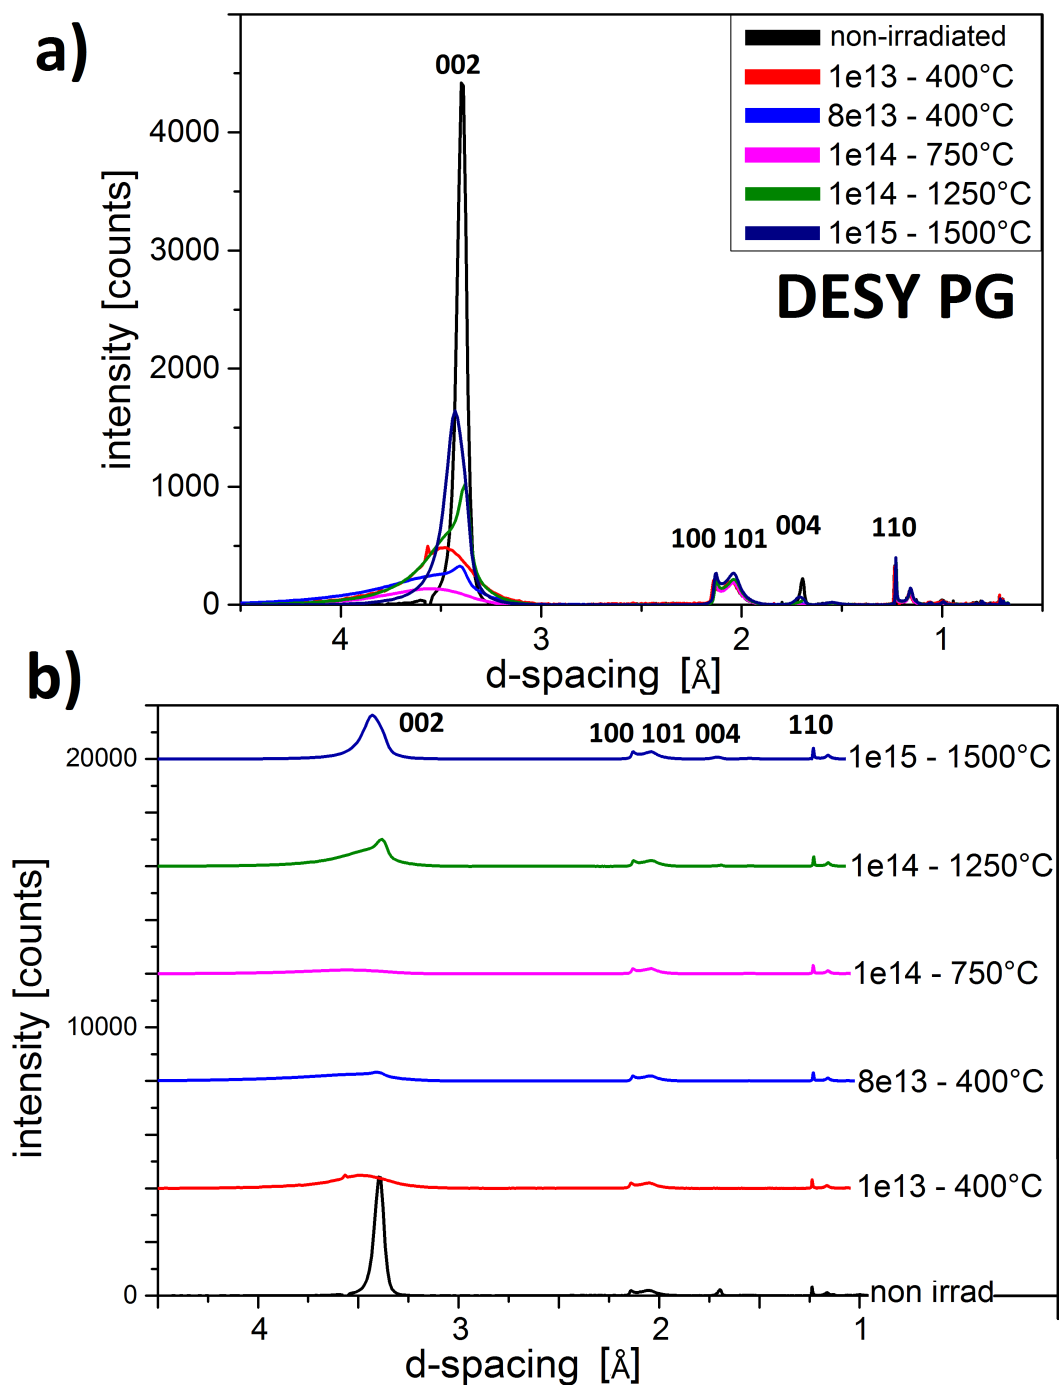 a)
002
non-irradiated
1e13 - 400°C
8e13 - 400°C
1e14 - 750°C
1e14 - 1250°C
1e15 - 1500°C
DESY PG
4000
3000
2000
1000
0
intensity [counts]
100 101 004 110
4 3 2 1
d-spacing [Å]
b)
002
100 101 004 110
1e15 - 1500°C
1e14 - 1250°C
1e14 - 750°C
8e13 - 400°C
1e13 - 400°C
non irrad
20000
10000
0
intensity [counts]
4 3 2 1
d-spacing [Å]